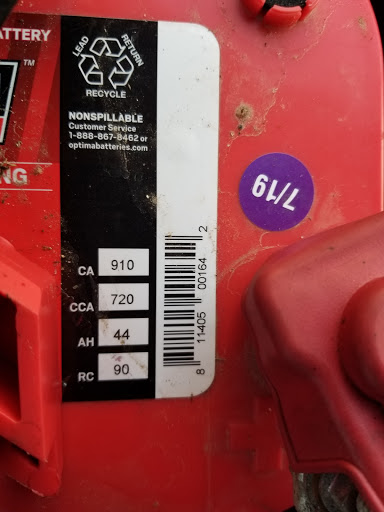 BATTERY
™
NG
LEAD
RETURN
RECYCLE
NONSPILLABLE
Customer Service
1-888-867-8462 or
optimabatteries.com
7/19
CA 910
CCA 720
AH 44
RC 90
8 11405 00164 2